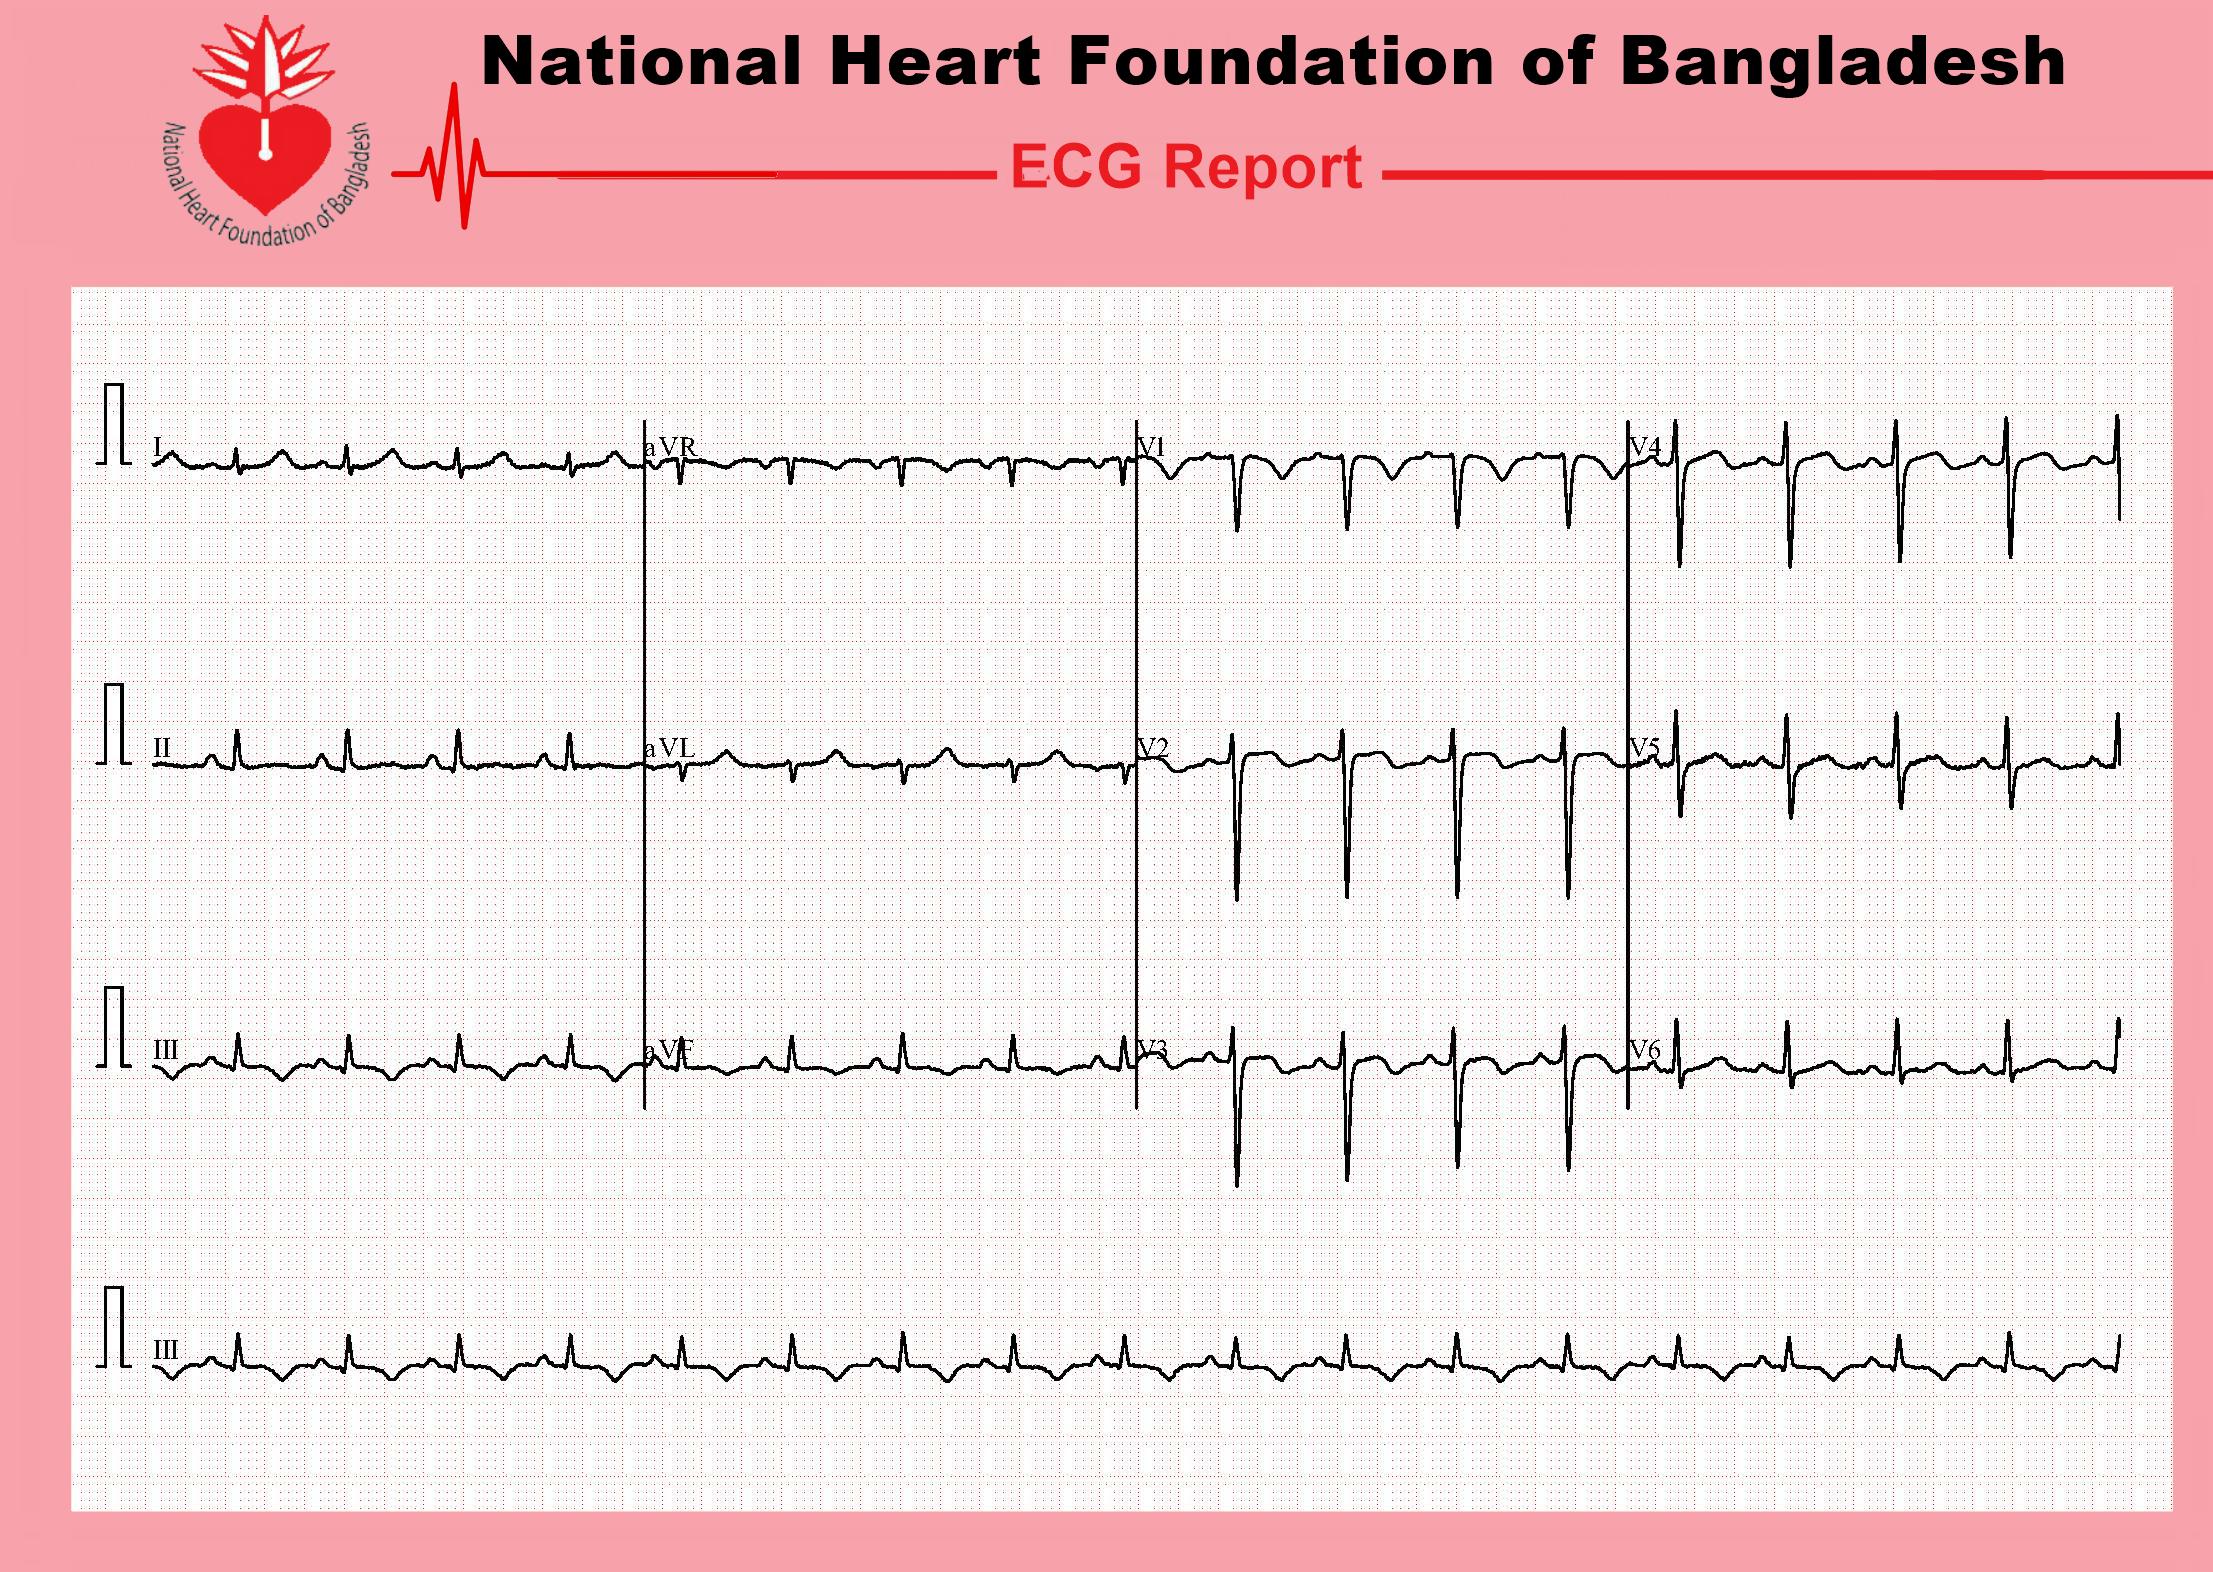 National Heart Foundation of Bangladesh
National Heart Foundation of Bangladesh
ECG Report
I
aVR
V1
V4
II
aVL
V2
V5
III
aVF
V3
V6
III